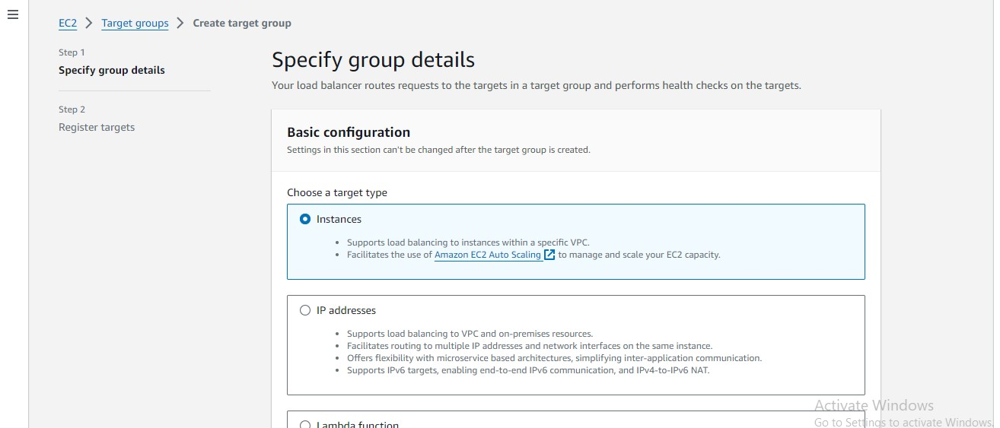 EC2 > Target groups > Create target group
Step 1
Specify group details
Step 2
Register targets
Specify group details
Your load balancer routes requests to the targets in a target group and performs health checks on the targets.
Basic configuration
Settings in this section can't be changed after the target group is created.
Choose a target type
Instances
• Supports load balancing to instances within a specific VPC.
• Facilitates the use of Amazon EC2 Auto Scaling to manage and scale your EC2 capacity.
IP addresses
• Supports load balancing to VPC and on-premises resources.
• Facilitates routing to multiple IP addresses and network interfaces on the same instance.
• Offers flexibility with microservice based architectures, simplifying inter-application communication.
• Supports IPv6 targets, enabling end-to-end IPv6 communication, and IPv4-to-IPv6 NAT.
Lambda function
Activate Windows
Go to Settings to activate Windows.